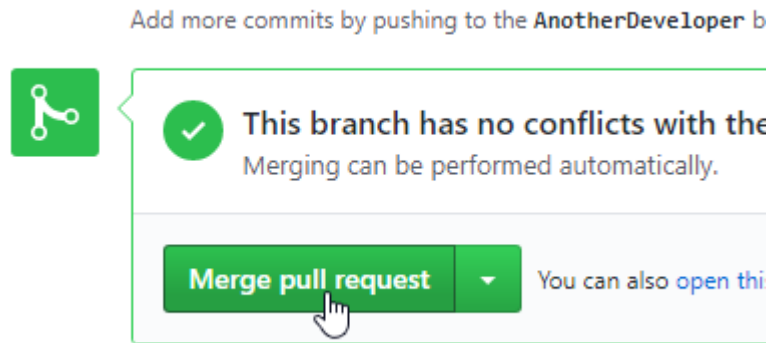 Add more commits by pushing to the AnotherDeveloper b
This branch has no conflicts with the
Merging can be performed automatically.
Merge pull request
You can also open this